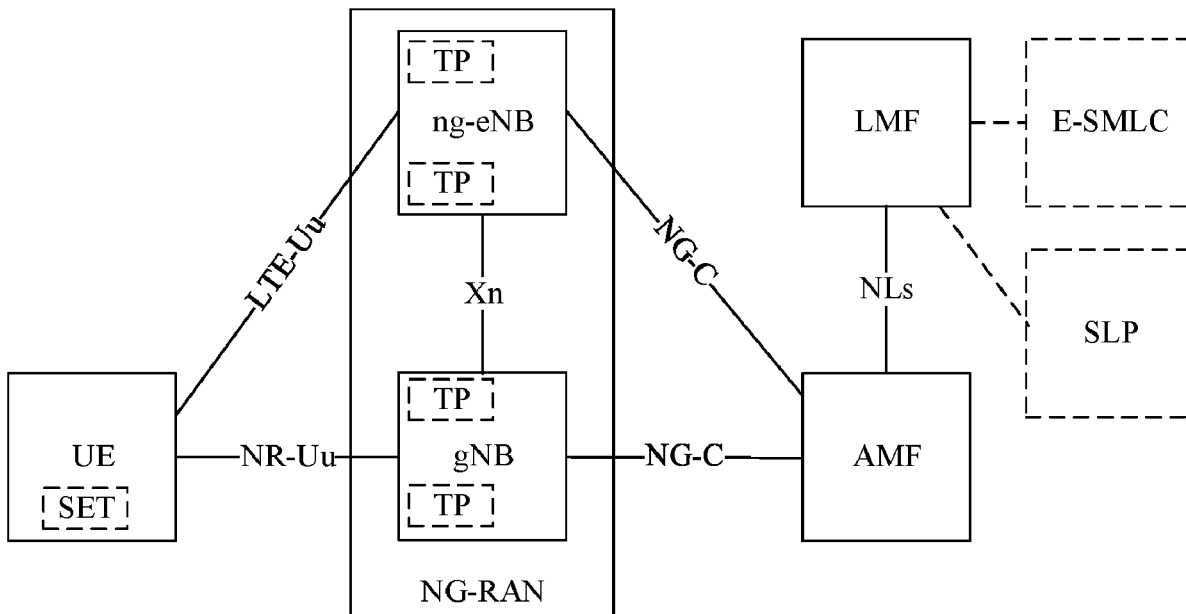 TP
ng-eNB
TP
LMF
E-SMLC
LTE-Uu
Xn
NG-C
NLs
SLP
UE
SET
NR-Uu
TP
gNB
TP
NG-C
AMF
NG-RAN